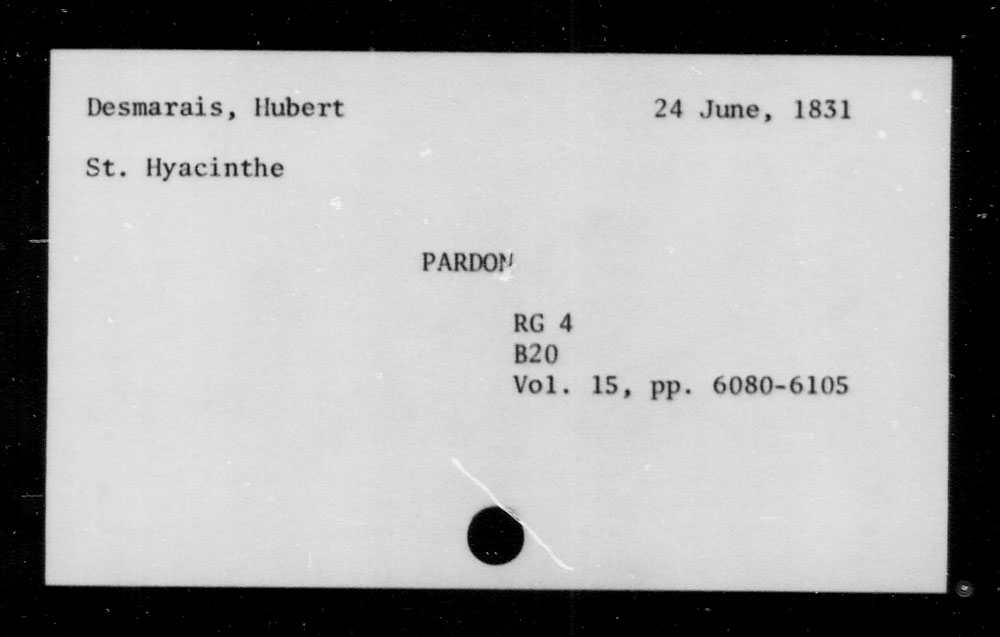 Desmarais, Hubert 24 June, 1831
St. Hyacinthe
PARDON
RG 4
B20
Vol. 15, pp. 6080-6105